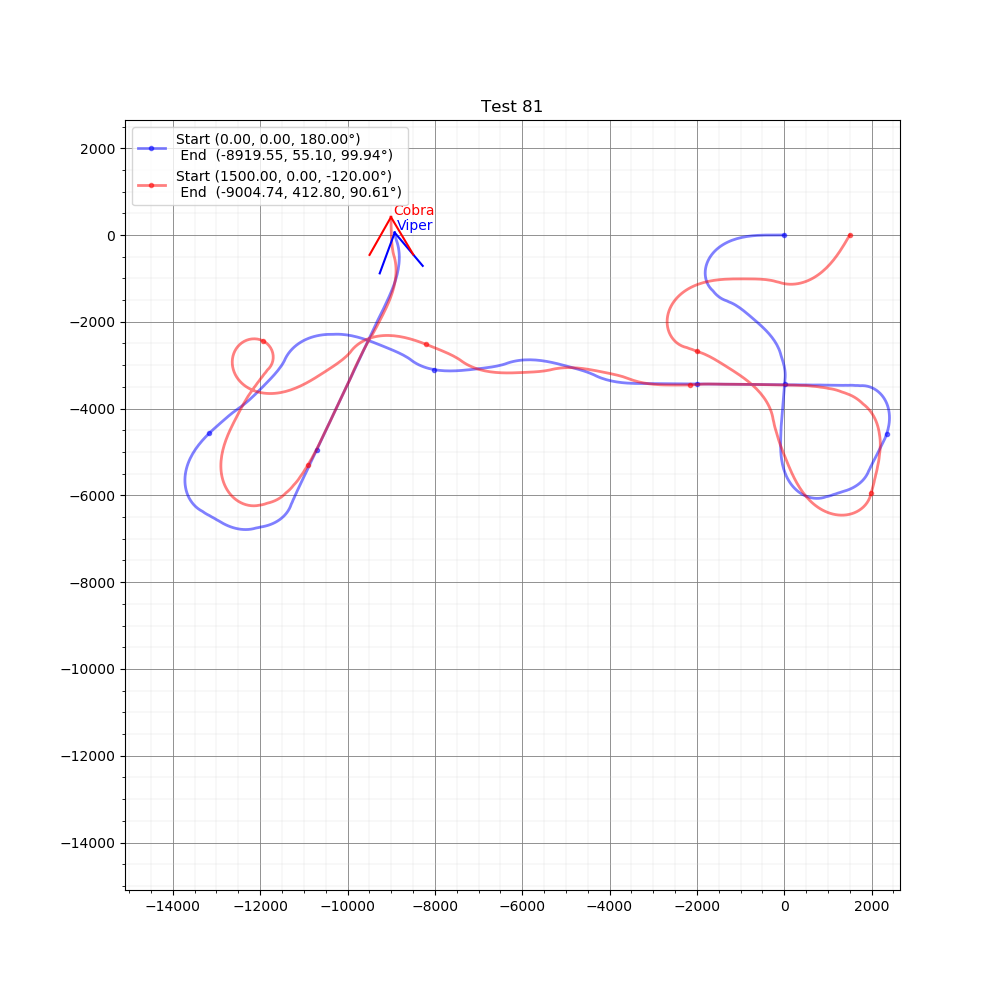 Test 81
Start (0.00, 0.00, 180.00°)
End (-8919.55, 55.10, 99.94°)
Start (1500.00, 0.00, -120.00°)
End (-9004.74, 412.80, 90.61°)
Cobra
Viper
2000
0
−2000
−4000
−6000
−8000
−10000
−12000
−14000
−14000 −12000 −10000 −8000 −6000 −4000 −2000 0 2000